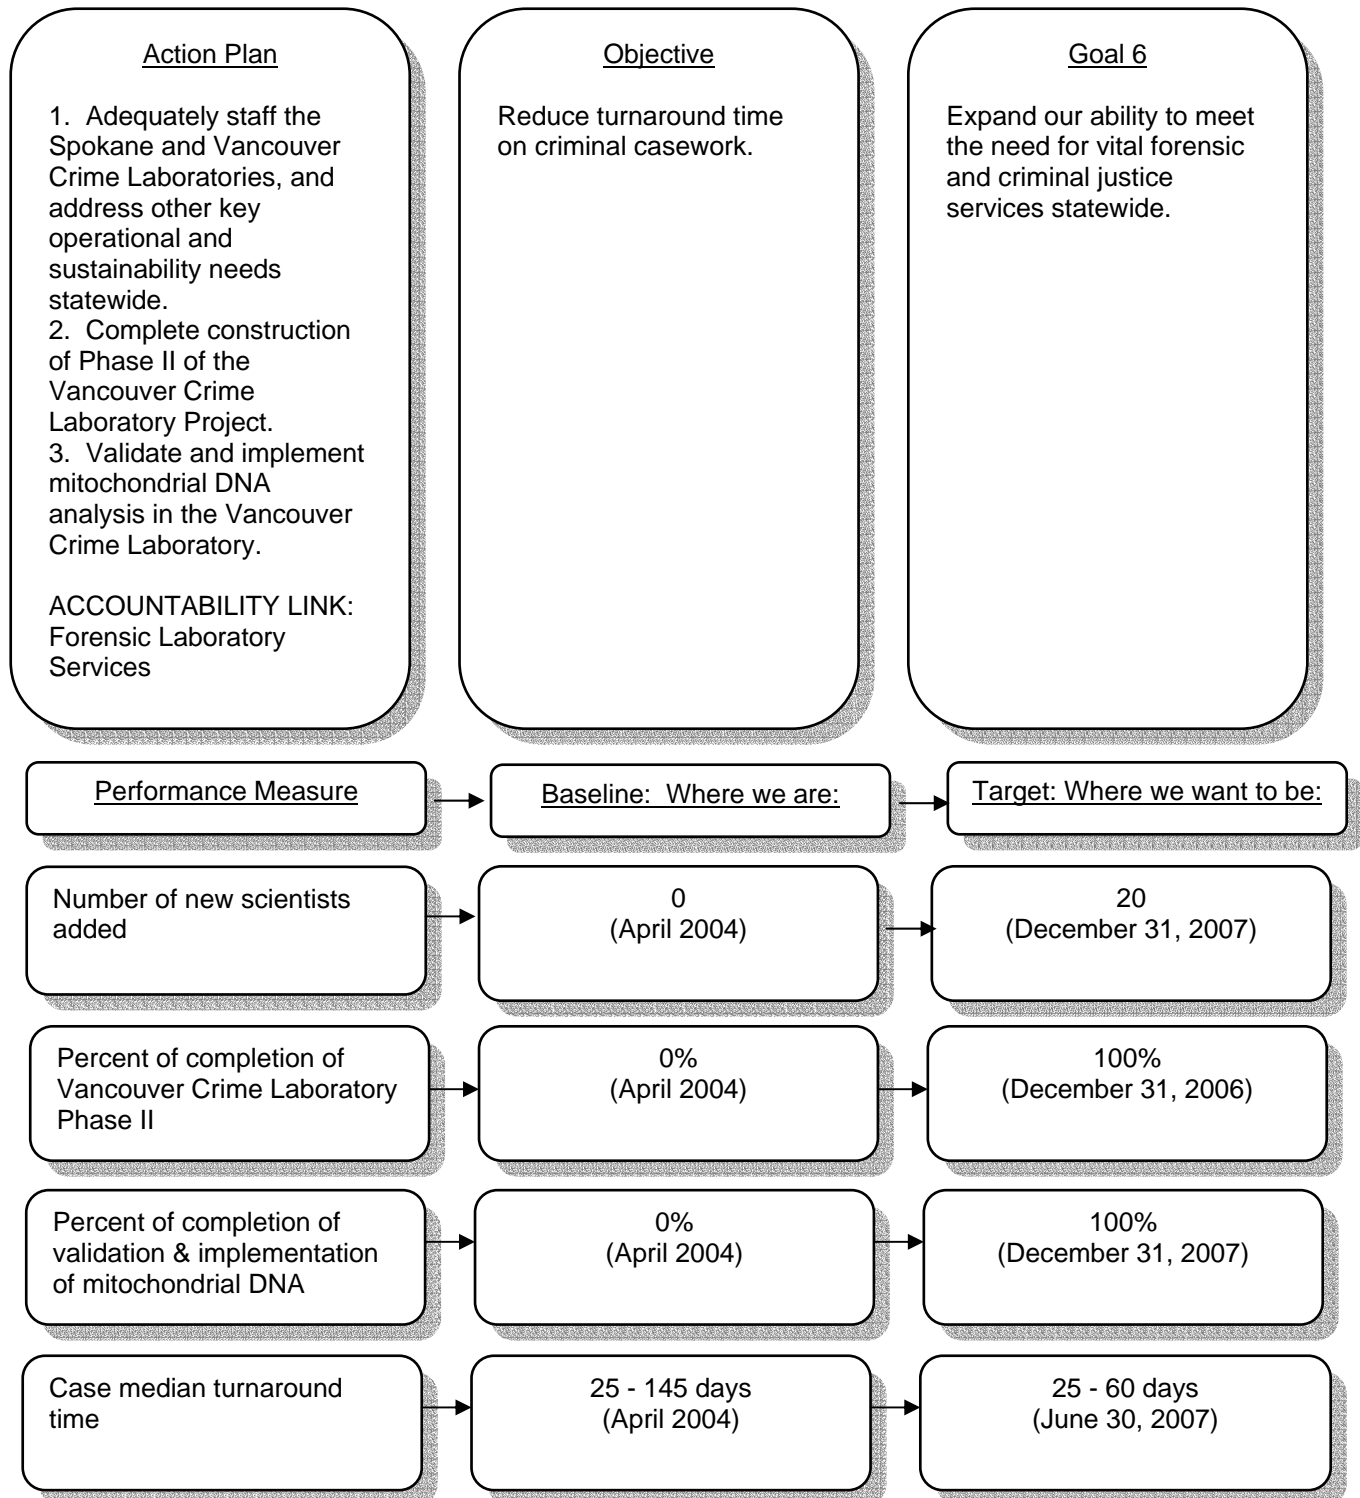 Action Plan
1. Adequately staff the
Spokane and Vancouver
Crime Laboratories, and
address other key
operational and
sustainability needs
statewide.
2. Complete construction
of Phase II of the
Vancouver Crime
Laboratory Project.
3. Validate and implement
mitochondrial DNA
analysis in the Vancouver
Crime Laboratory.
ACCOUNTABILITY LINK:
Forensic Laboratory
Services
Objective
Reduce turnaround time
on criminal casework.
Goal 6
Expand our ability to meet
the need for vital forensic
and criminal justice
services statewide.
Performance Measure
Baseline: Where we are:
Target: Where we want to be:
Number of new scientists
added
0
(April 2004)
20
(December 31, 2007)
Percent of completion of
Vancouver Crime Laboratory
Phase II
0%
(April 2004)
100%
(December 31, 2006)
Percent of completion of
validation & implementation
of mitochondrial DNA
0%
(April 2004)
100%
(December 31, 2007)
Case median turnaround
time
25 - 145 days
(April 2004)
25 - 60 days
(June 30, 2007)